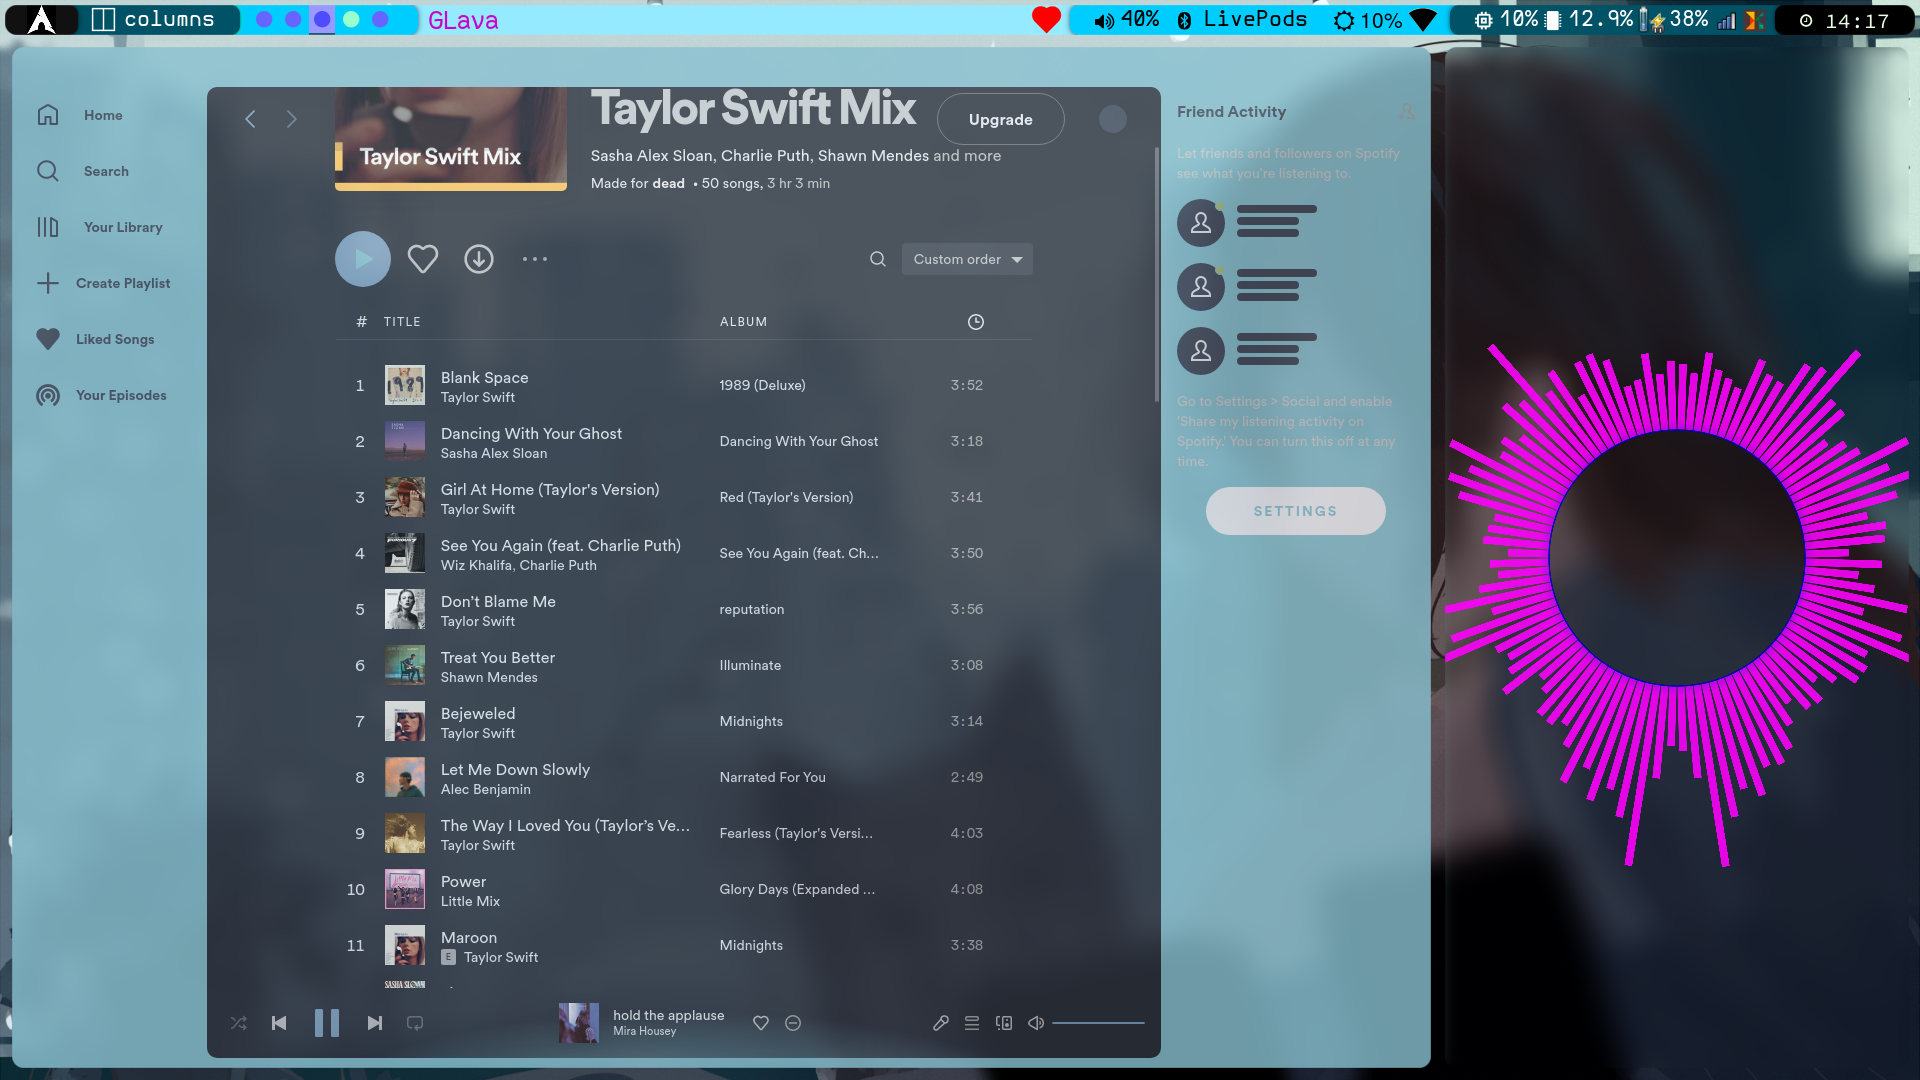 columns
GLava
40%
LivePods
10%
10%
12.9%
38%
14:17
Home
Search
Your Library
Create Playlist
Liked Songs
Your Episodes
Taylor Swift Mix
Taylor Swift Mix
Sasha Alex Sloan, Charlie Puth, Shawn Mendes and more
Made for dead • 50 songs, 3 hr 3 min
Upgrade
Custom order
# TITLE ALBUM
1 Blank Space 1989 (Deluxe) 3:52
Taylor Swift
2 Dancing With Your Ghost Dancing With Your Ghost 3:18
Sasha Alex Sloan
3 Girl At Home (Taylor's Version) Red (Taylor's Version) 3:41
Taylor Swift
4 See You Again (feat. Charlie Puth) See You Again (feat. Ch... 3:50
Wiz Khalifa, Charlie Puth
5 Don’t Blame Me reputation 3:56
Taylor Swift
6 Treat You Better Illuminate 3:08
Shawn Mendes
7 Bejeweled Midnights 3:14
Taylor Swift
8 Let Me Down Slowly Narrated For You 2:49
Alec Benjamin
9 The Way I Loved You (Taylor’s Ve... Fearless (Taylor's Versi... 4:03
Taylor Swift
10 Power Glory Days (Expanded ... 4:08
Little Mix
11 Maroon Midnights 3:38
E Taylor Swift
hold the applause
Mira Housey
Friend Activity
Let friends and followers on Spotify
see what you're listening to.
Go to Settings > Social and enable
'Share my listening activity on
Spotify.' You can turn this off at any
time.
SETTINGS